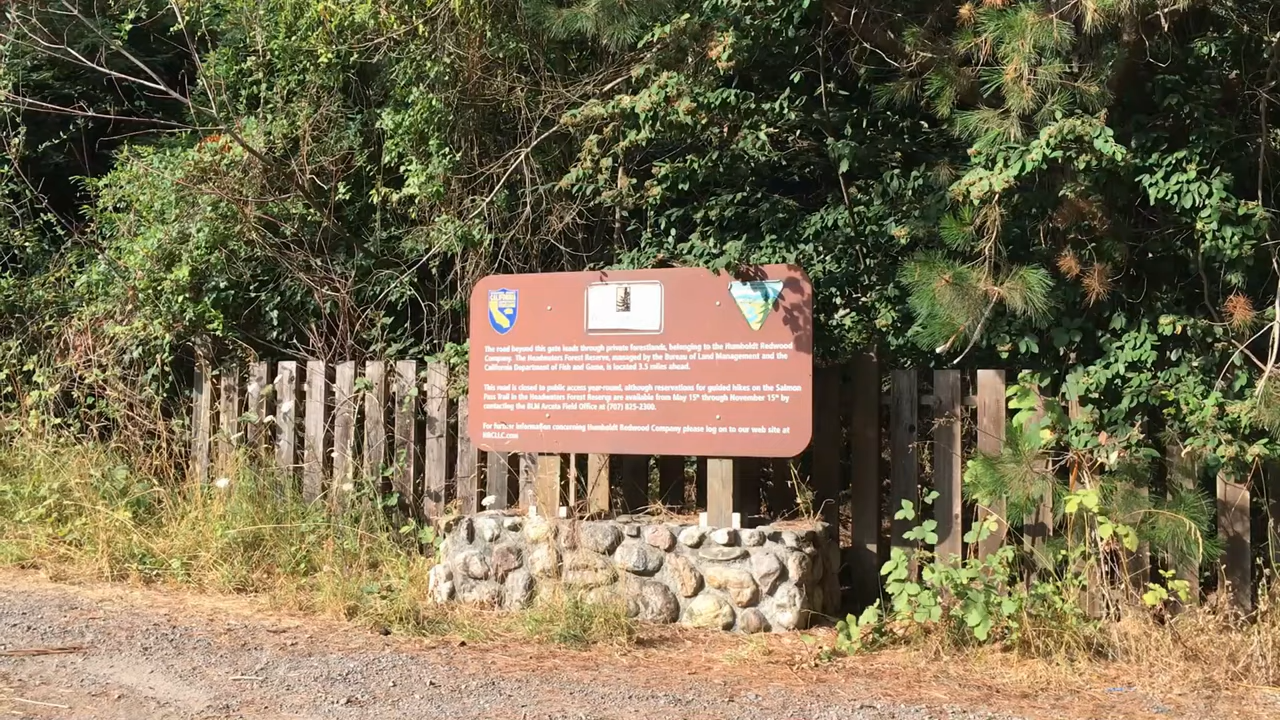 CALIFORNIA
The road beyond this gate leads through private forestlands, belonging to the Humboldt Redwood
Company. The Headwaters Forest Reserve, managed by the Bureau of Land Management and the
California Department of Fish and Game, is located 3.5 miles ahead.
This road is closed to public access year-round, although reservations for guided hikes on the Salmon
Pass Trail in the Headwaters Forest Reserve are available from May 15th through November 15th by
contacting the BLM Arcata Field Office at (707) 825-2300.
For further information concerning Humboldt Redwood Company please log on to our web site at
HRCLLC.com